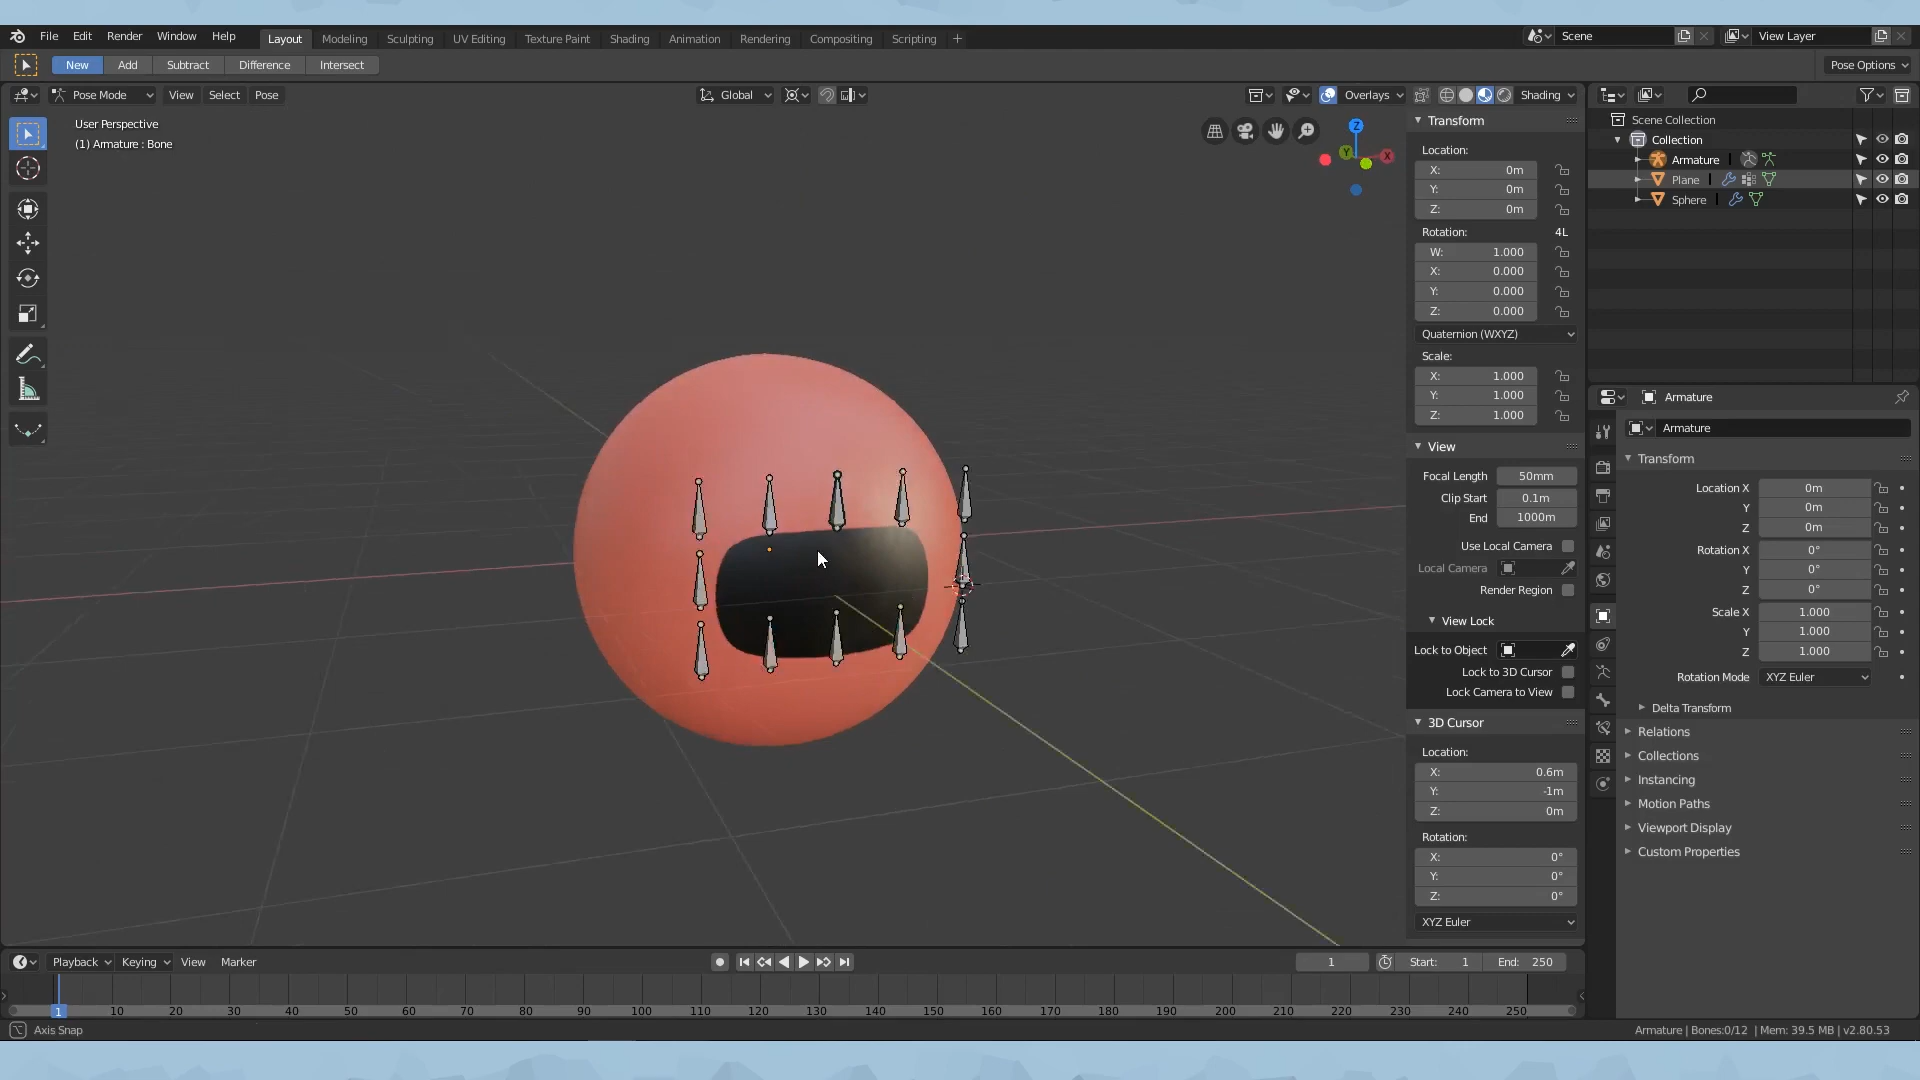 File Edit Render Window Help Layout Modeling Sculpting UV Editing Texture Paint Shading Animation Rendering Compositing Scripting + Scene View Layer
New Add Subtract Difference Intersect Pose Options
Pose Mode View Select Pose Global Overlays Shading
User Perspective
(1) Armature : Bone
Z
Y
X
Transform
Location:
X: 0m
Y: 0m
Z: 0m
Rotation: 4L
W: 1.000
X: 0.000
Y: 0.000
Z: 0.000
Quaternion (WXYZ)
Scale:
X: 1.000
Y: 1.000
Z: 1.000
View
Focal Length 50mm
Clip Start 0.1m
End 1000m
Use Local Camera
Local Camera
Render Region
View Lock
Lock to Object
Lock to 3D Cursor
Lock Camera to View
3D Cursor
Location:
X: 0.6m
Y: -1m
Z: 0m
Rotation:
X: 0°
Y: 0°
Z: 0°
XYZ Euler
Scene Collection
Collection
Armature
Plane
Sphere
Armature
Armature
Transform
Location X 0m
Y 0m
Z 0m
Rotation X 0°
Y 0°
Z 0°
Scale X 1.000
Y 1.000
Z 1.000
Rotation Mode XYZ Euler
Delta Transform
Relations
Collections
Instancing
Motion Paths
Viewport Display
Custom Properties
Playback Keying View Marker 1 Start: 1 End: 250
1 10 20 30 40 50 60 70 80 90 100 110 120 130 140 150 160 170 180 190 200 210 220 230 240 250
Axis Snap Armature | Bones:0/12 | Mem: 39.5 MB | v2.80.53